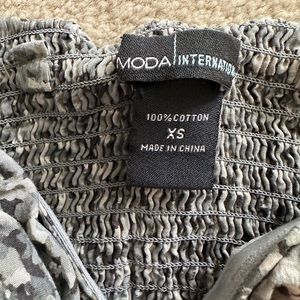 MODA INTERNATIONAL
100% COTTON
XS
MADE IN CHINA